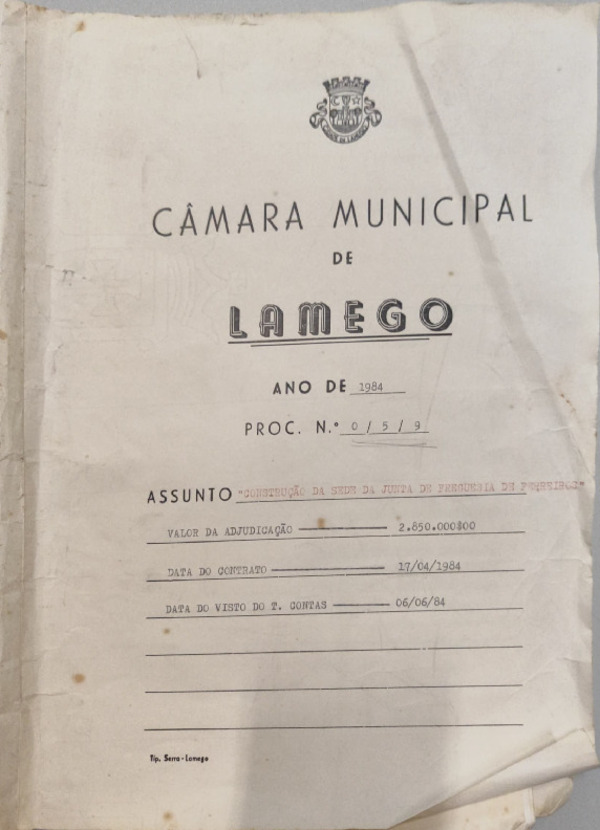 CÂMARA MUNICIPAL
DE
LAMEGO
ANO DE 1984
PROC. N.º 0 / 5 / 9
ASSUNTO "CONSTRUÇÃO DA SEDE DA JUNTA DE FREGUESIA DE FERREIROS"
VALOR DA ADJUDICAÇÃO 2.850.000$00
DATA DO CONTRATO 17/04/1984
DATA DO VISTO DO T. CONTAS 06/06/84
Tip. Serra - Lamego